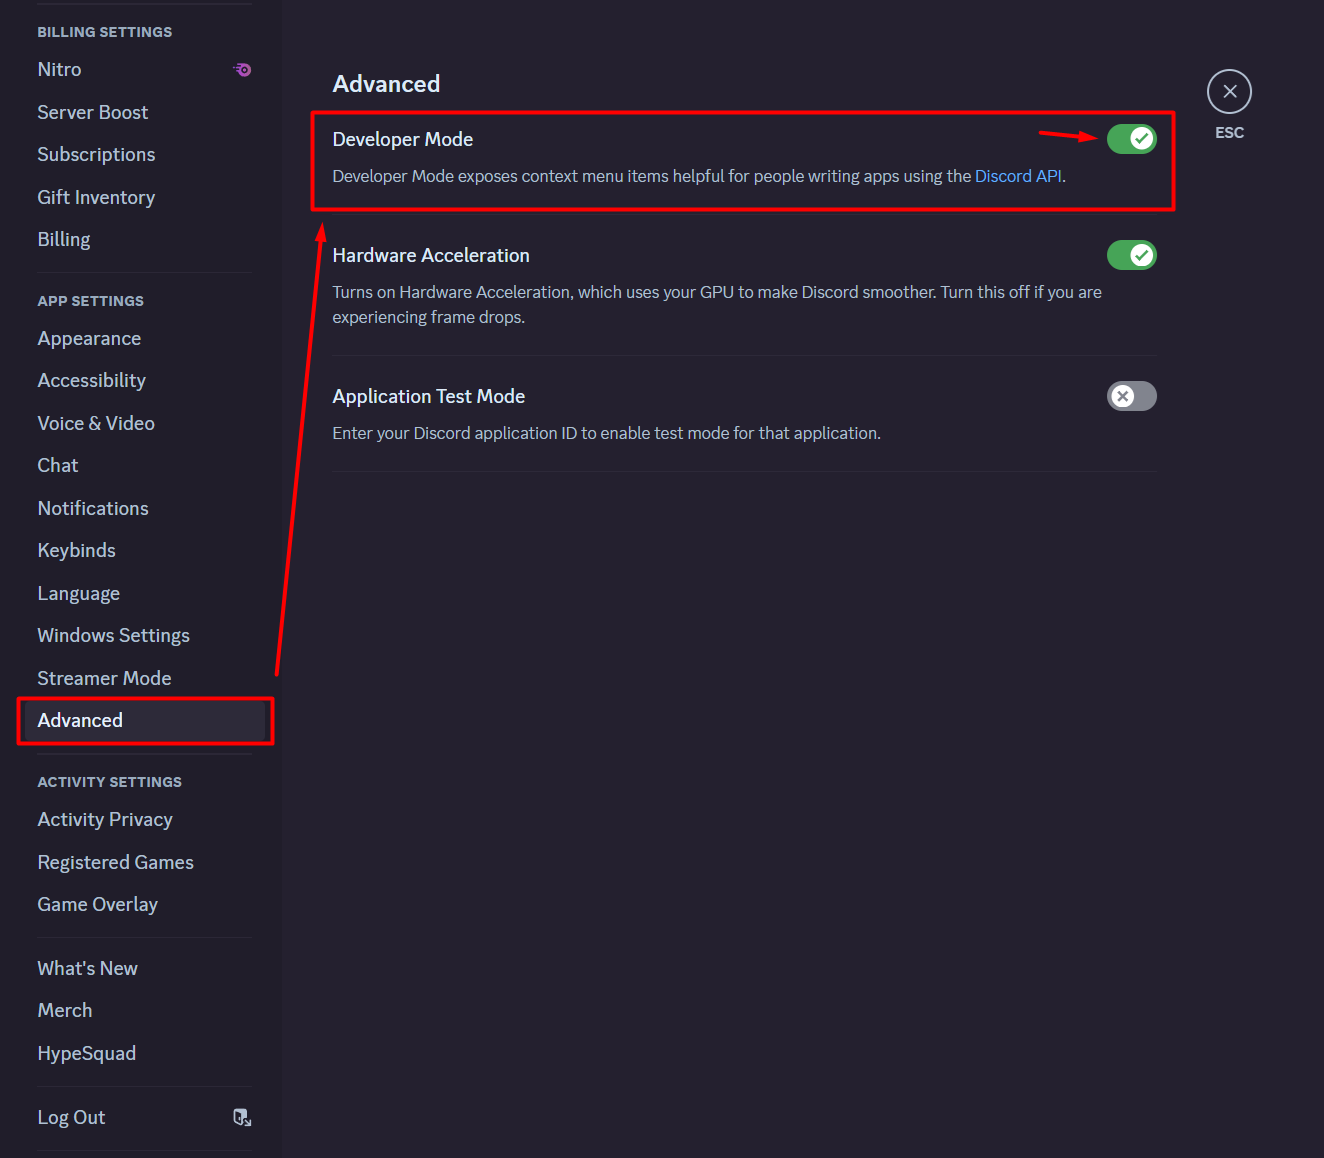 BILLING SETTINGS
Nitro
Server Boost
Subscriptions
Gift Inventory
Billing
APP SETTINGS
Appearance
Accessibility
Voice & Video
Chat
Notifications
Keybinds
Language
Windows Settings
Streamer Mode
Advanced
ACTIVITY SETTINGS
Activity Privacy
Registered Games
Game Overlay
What's New
Merch
HypeSquad
Log Out
Advanced
Developer Mode
Developer Mode exposes context menu items helpful for people writing apps using the Discord API.
Hardware Acceleration
Turns on Hardware Acceleration, which uses your GPU to make Discord smoother. Turn this off if you are
experiencing frame drops.
Application Test Mode
Enter your Discord application ID to enable test mode for that application.
ESC